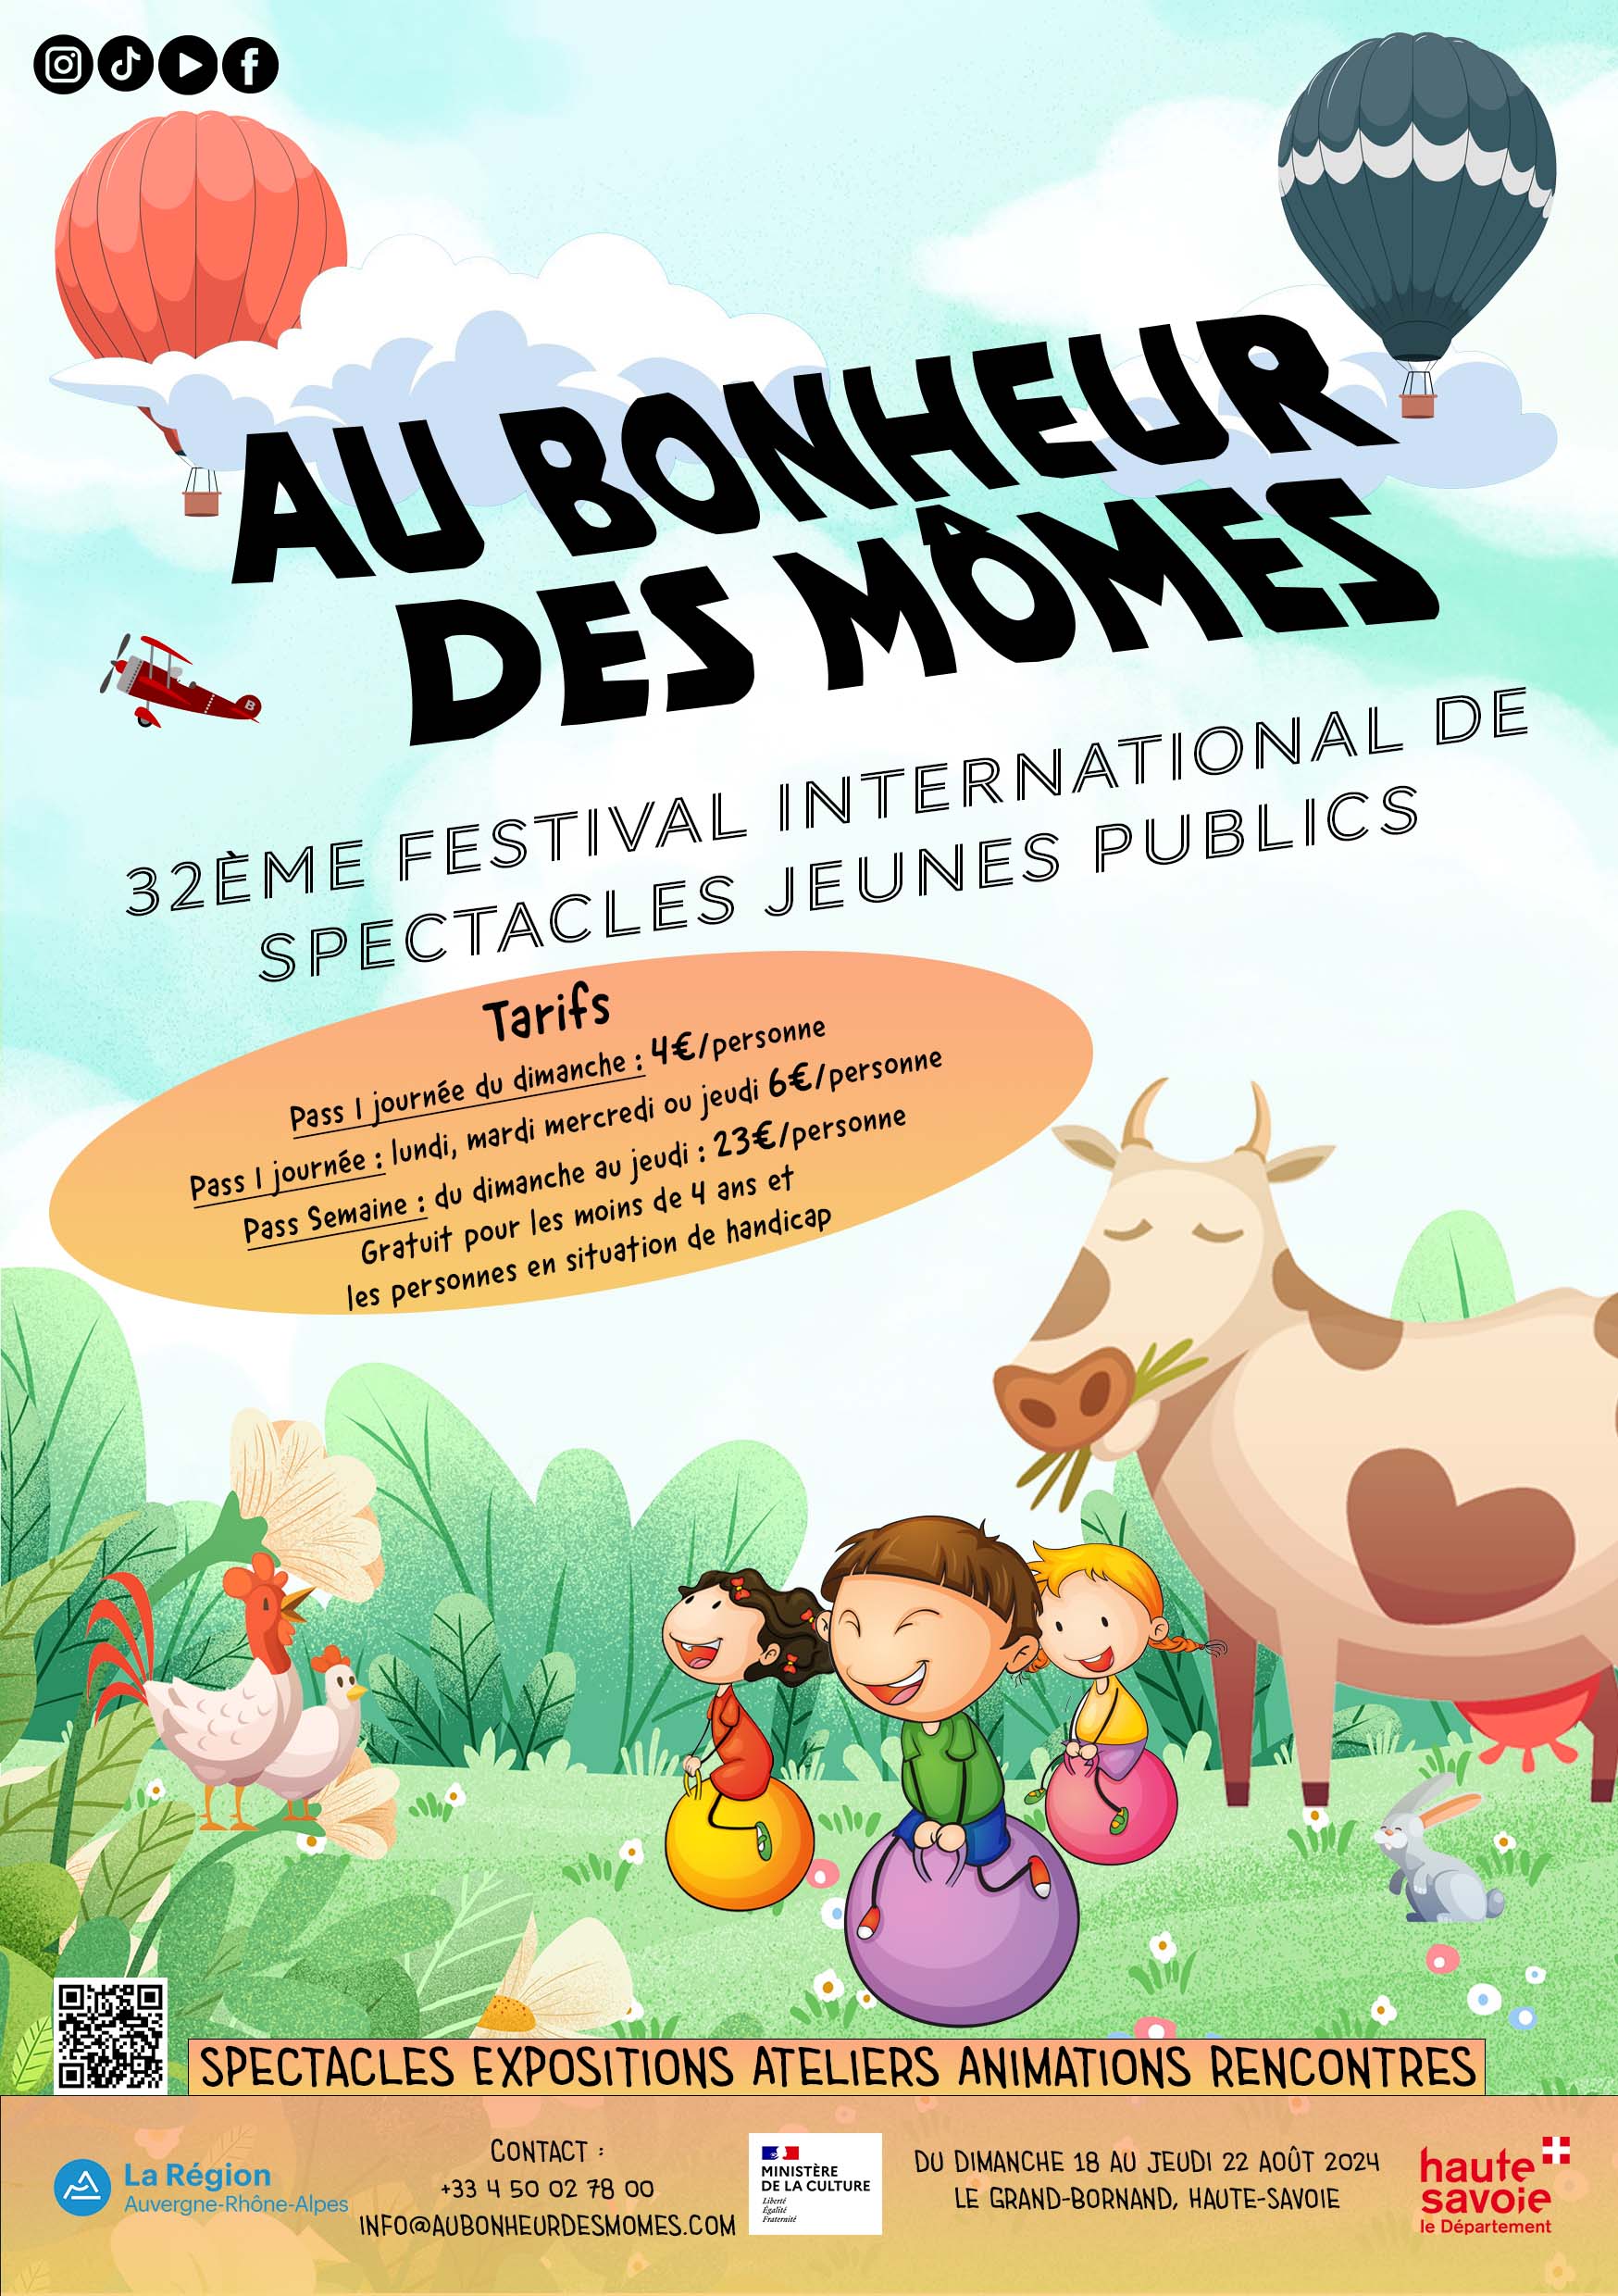 AU BONHEUR
DES MÔMES
32ÈME FESTIVAL INTERNATIONAL DE
SPECTACLES JEUNES PUBLICS
Tarifs
Pass 1 journée du dimanche : 4€/personne
Pass 1 journée : lundi, mardi mercredi ou jeudi 6€/personne
Pass Semaine : du dimanche au jeudi : 23€/personne
Gratuit pour les moins de 4 ans et
les personnes en situation de handicap
B
SPECTACLES EXPOSITIONS ATELIERS ANIMATIONS RENCONTRES
La Région
Auvergne-Rhône-Alpes
CONTACT :
+33 4 50 02 78 00
INFO@AUBONHEURDESMOMES.COM
MINISTÈRE
DE LA CULTURE
Liberté
Égalité
Fraternité
DU DIMANCHE 18 AU JEUDI 22 AOÛT 2024
LE GRAND-BORNAND, HAUTE-SAVOIE
haute
savoie
le Département